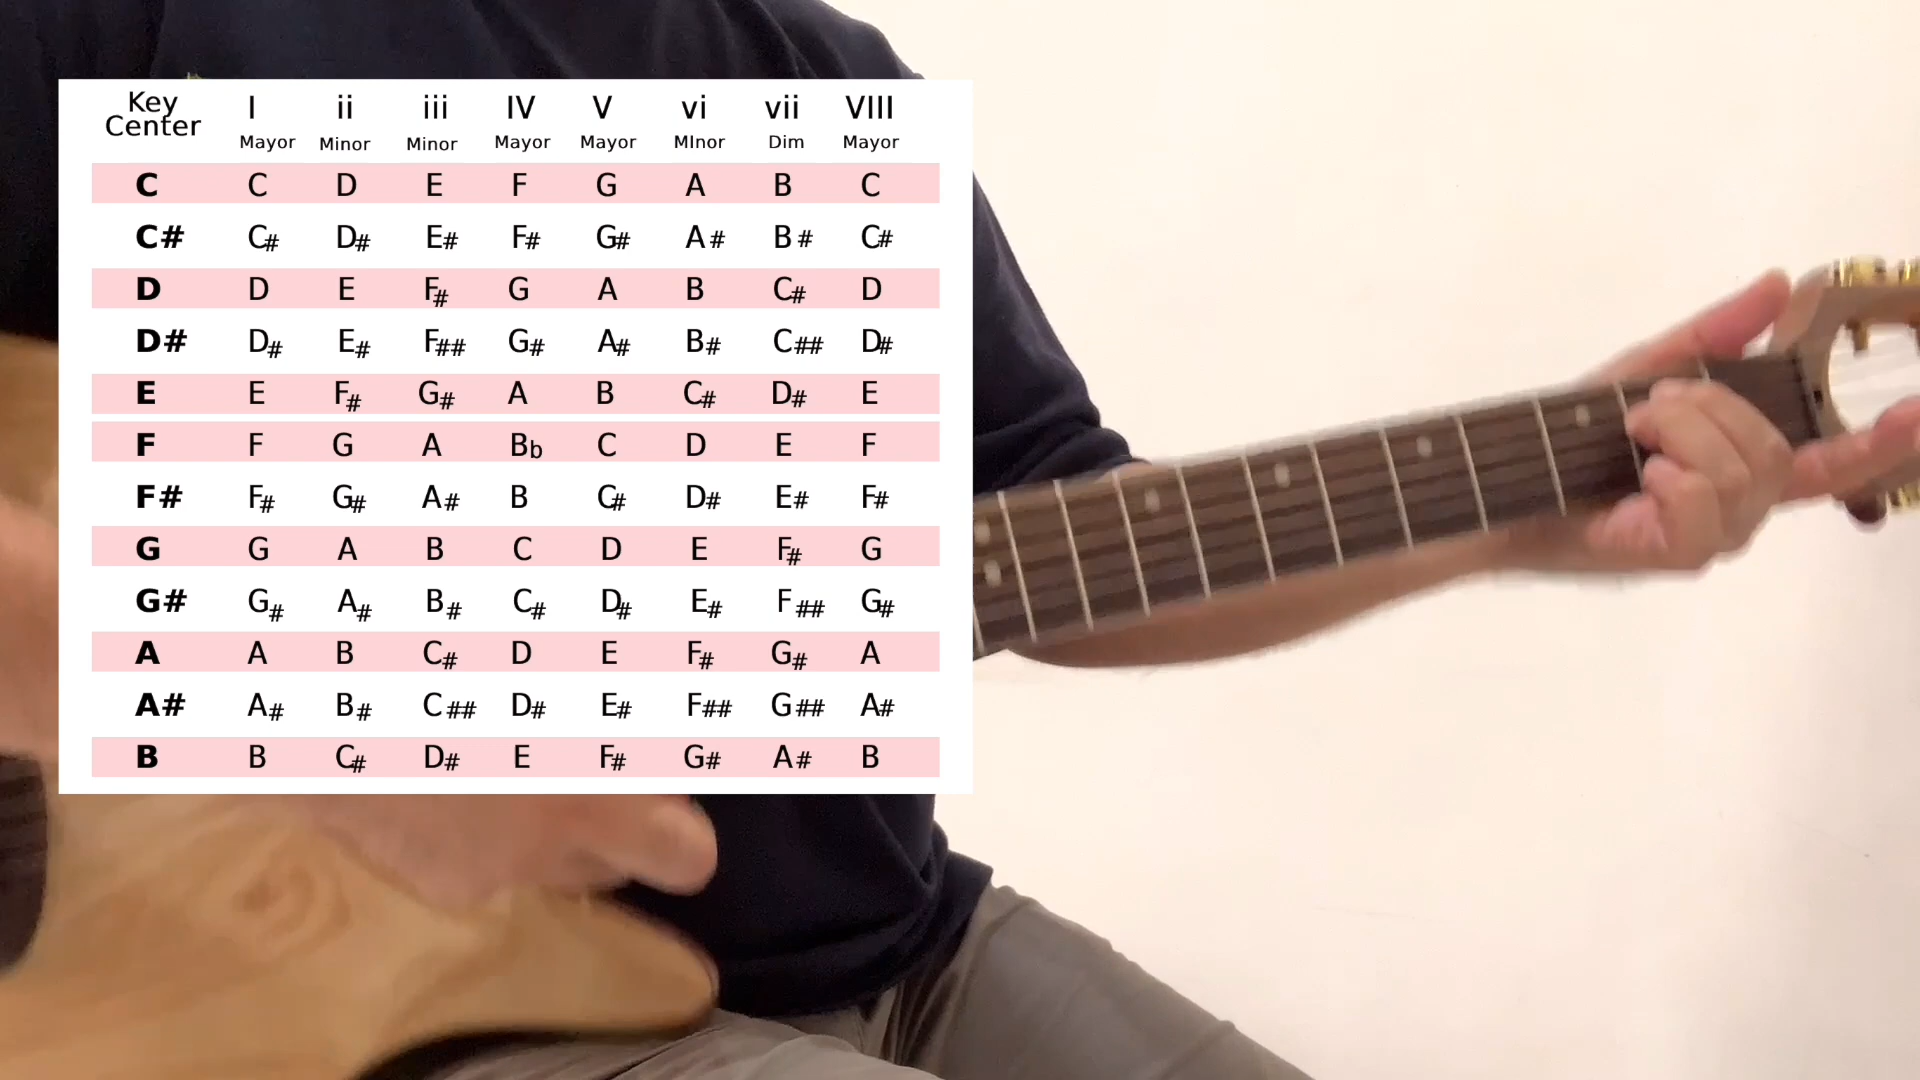 Key Center I ii iii IV V vi vii VIII
Mayor Minor Minor Mayor Mayor MInor Dim Mayor
C C D E F G A B C
C# C# D# E# F# G# A# B# C#
D D E F# G A B C# D
D# D# E# F## G# A# B# C## D#
E E F# G# A B C# D# E
F F G A Bb C D E F
F# F# G# A# B C# D# E# F#
G G A B C D E F# G
G# G# A# B# C# D# E# F## G#
A A B C# D E F# G# A
A# A# B# C## D# E# F## G## A#
B B C# D# E F# G# A# B